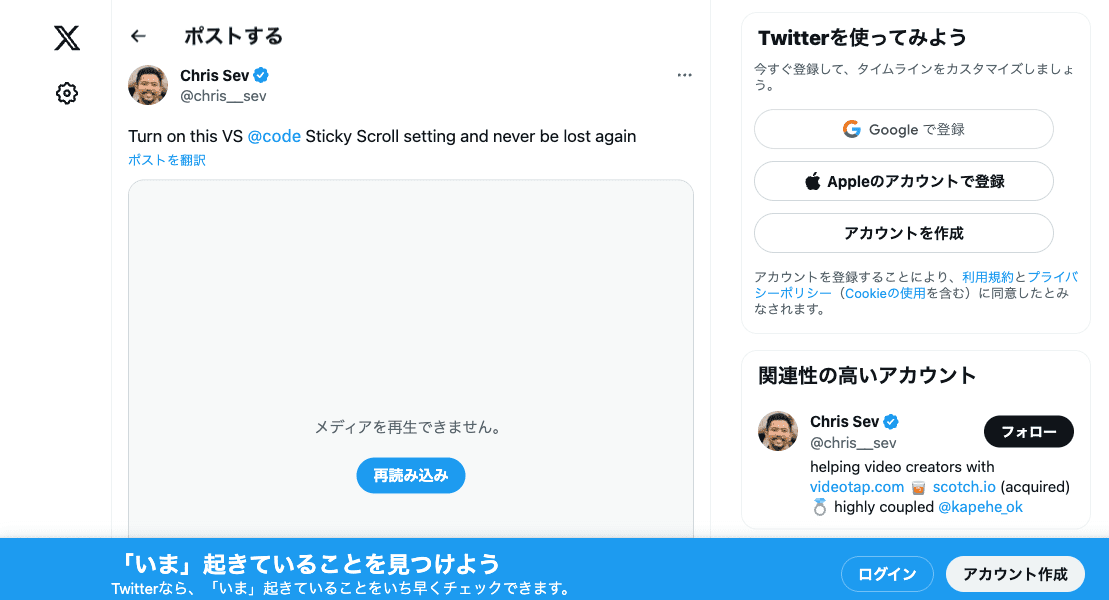 ポストする
Chris Sev
@chris__sev
Turn on this VS @code Sticky Scroll setting and never be lost again
ポストを翻訳
メディアを再生できません。
再読み込み
Twitterを使ってみよう
今すぐ登録して、タイムラインをカスタマイズしましょ
う。
Google で登録
Appleのアカウントで登録
アカウントを作成
アカウントを登録することにより、利用規約とプライバ
シーポリシー（Cookieの使用を含む）に同意したとみ
なされます。
関連性の高いアカウント
Chris Sev
@chris__sev
フォロー
helping video creators with
videotap.com 🥃 scotch.io (acquired)
💍 highly coupled @kapehe_ok
「いま」起きていることを見つけよう
Twitterなら、「いま」起きていることをいち早くチェックできます。
ログイン
アカウント作成